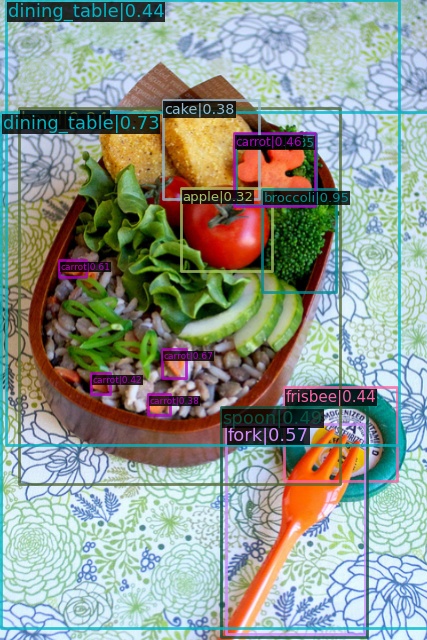 dining_table|0.44
cake|0.38
dining_table|0.73
carrot|0.46
apple|0.32
broccoli|0.95
carrot|0.61
carrot|0.67
carrot|0.42
carrot|0.38
frisbee|0.44
spoon|0.49
fork|0.57